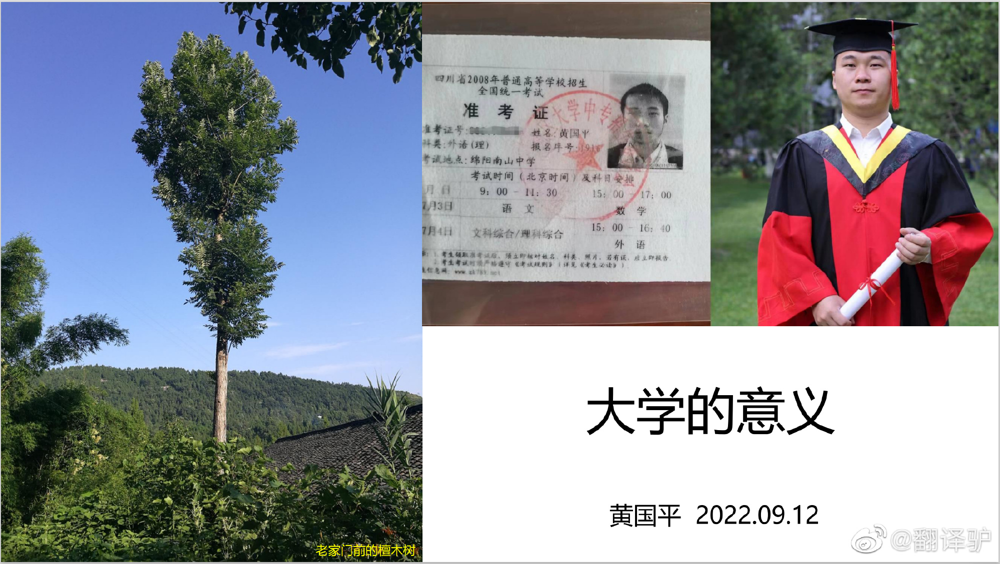 四川省2008年普通高等学校招生
全国统一考试
准 考 证
准考证号:
姓名:黄国平
科类:外语(理)
报名序号:1916
考试地点:绵阳南山中学
考试时间(北京时间)及科目安排
月 日 9:00-11:30 15:00-17:00
7月3日 语 文 数 学
7月4日 文科综合/理科综合 15:00-16:40
外 语
1.考生领取准考证后,须立即核对姓名、科类、照片,若有误,应立即报告.
2.考生考试时须严格遵守《考试规则》(详见《考生必读》).
信息网: www.zk789.net
大学中专招
大学的意义
黄国平 2022.09.12
老家门前的檀木树
@翻译驴